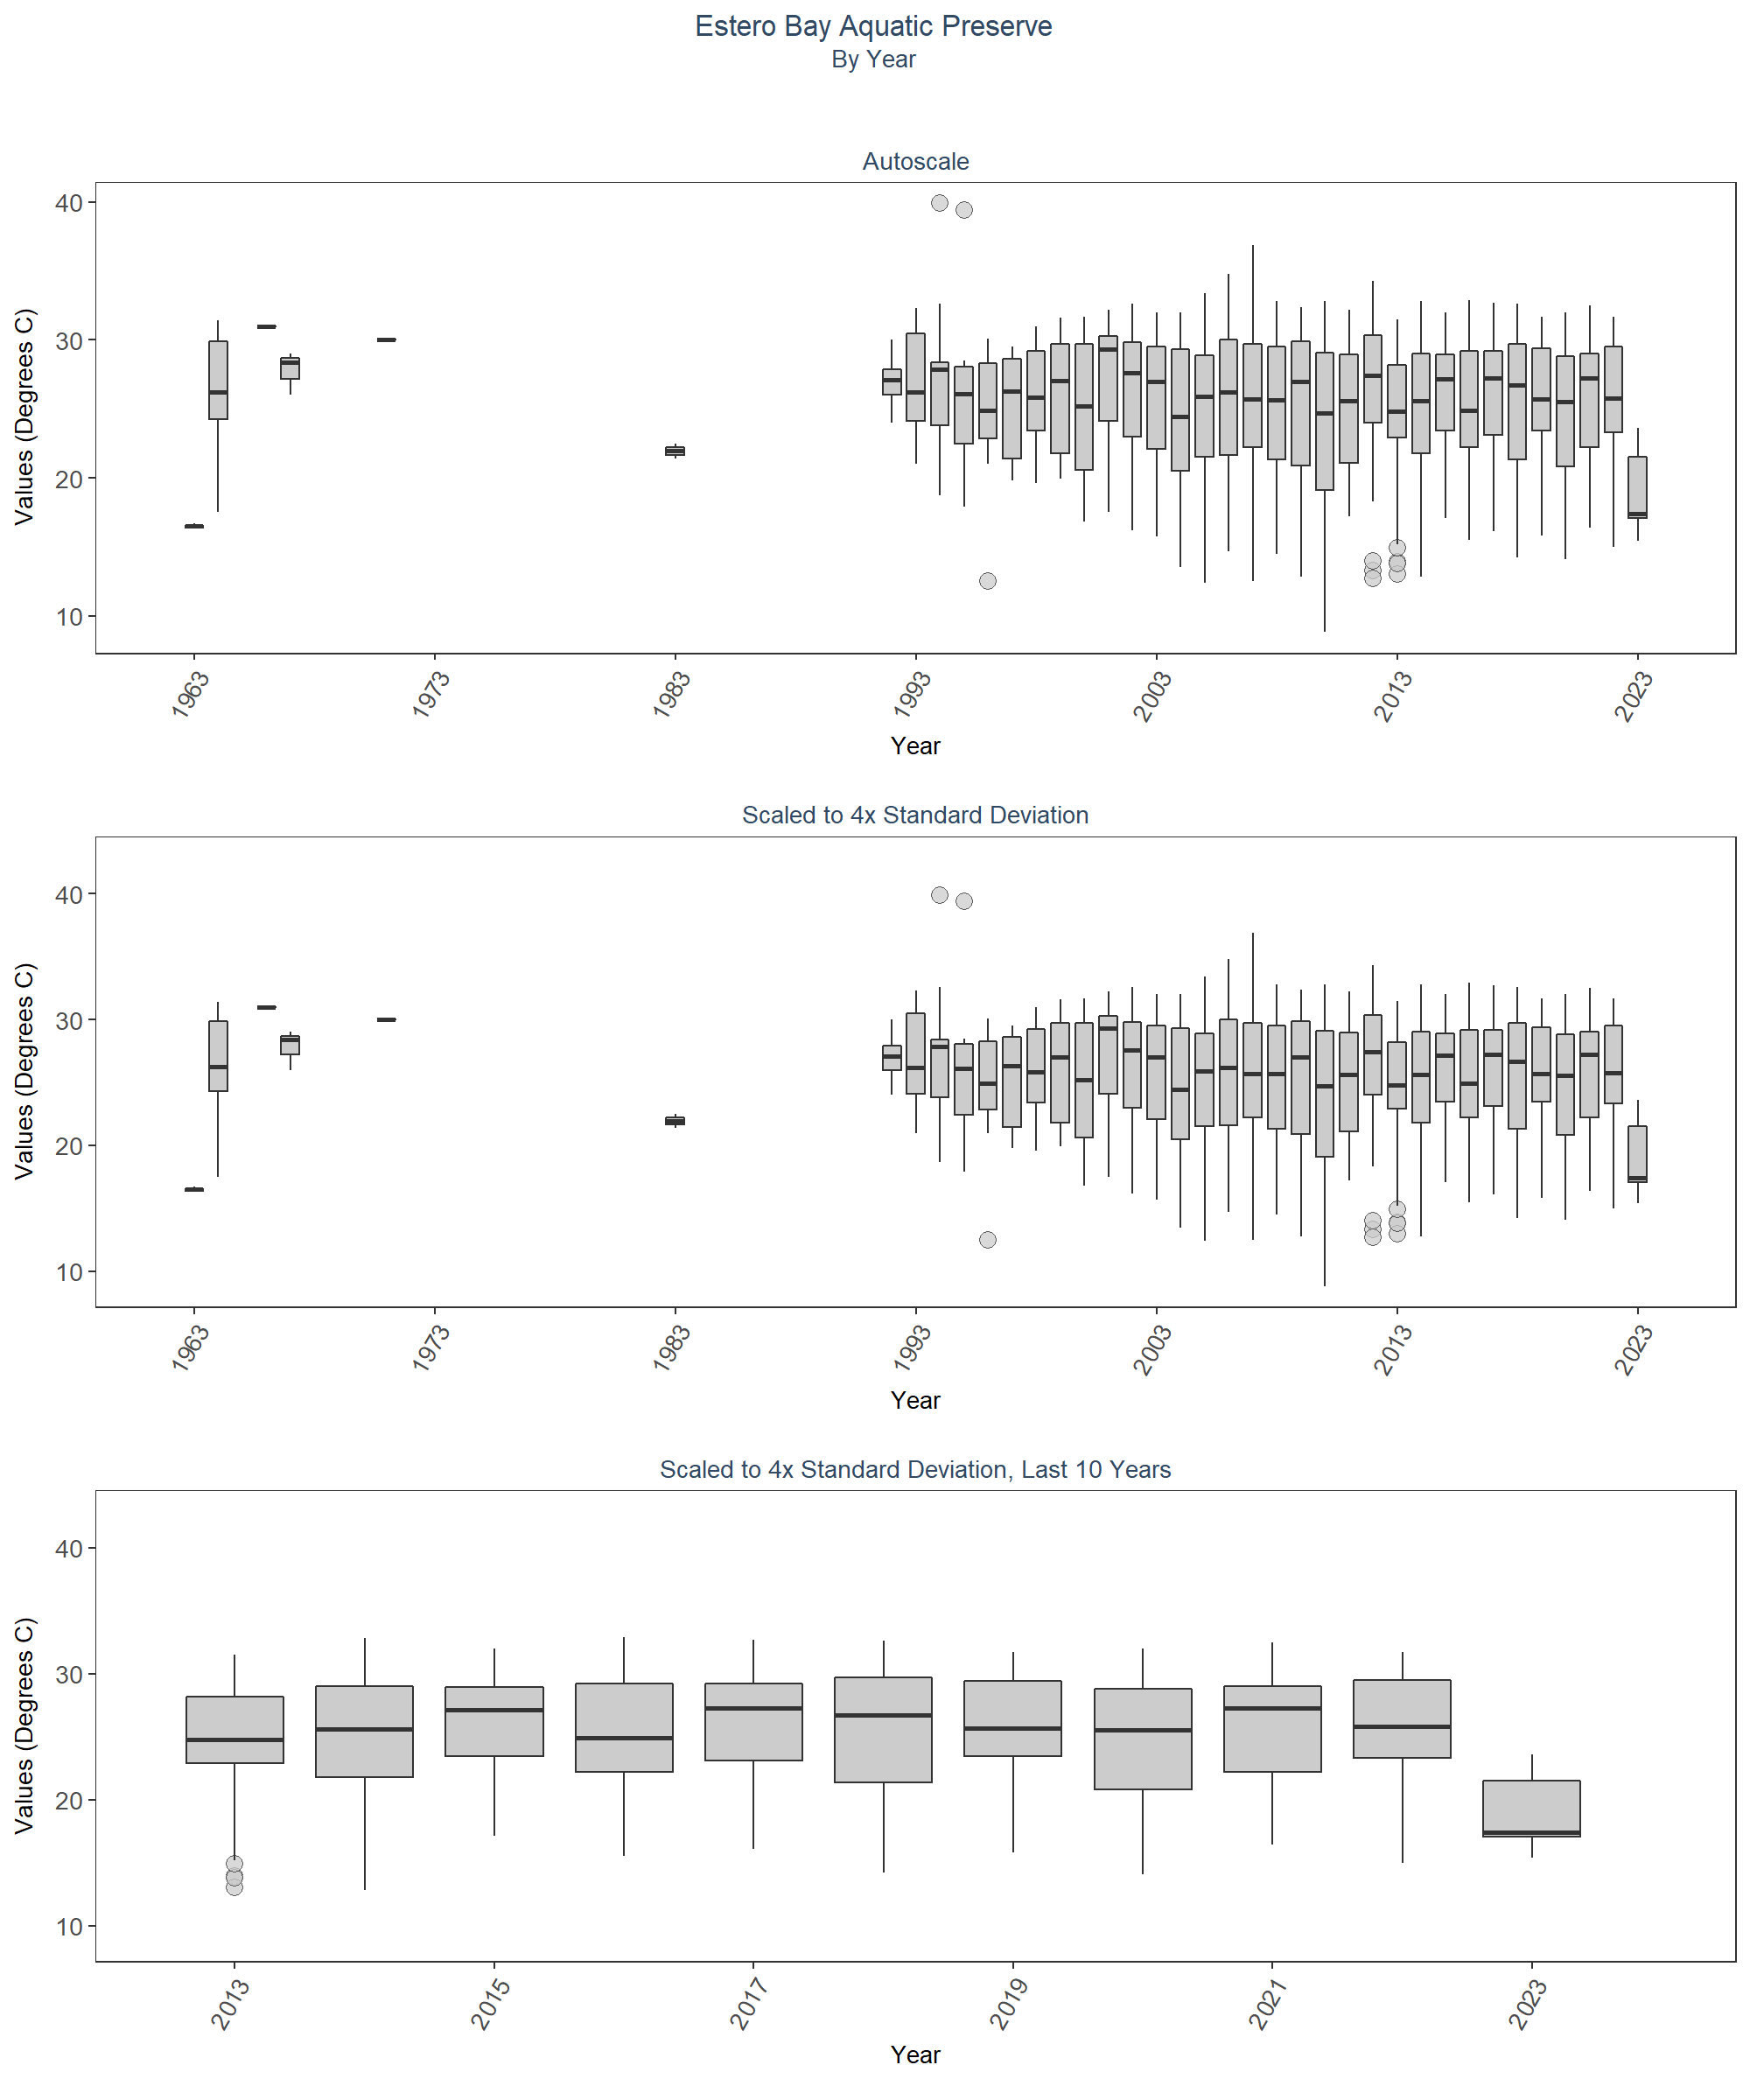 Estero Bay Aquatic Preserve
By Year
Autoscale
Values (Degrees C)
40
30
20
10
1963
1973
1983
1993
2003
2013
2023
Year
Scaled to 4x Standard Deviation
Values (Degrees C)
40
30
20
10
1963
1973
1983
1993
2003
2013
2023
Year
Scaled to 4x Standard Deviation, Last 10 Years
Values (Degrees C)
40
30
20
10
2013
2015
2017
2019
2021
2023
Year